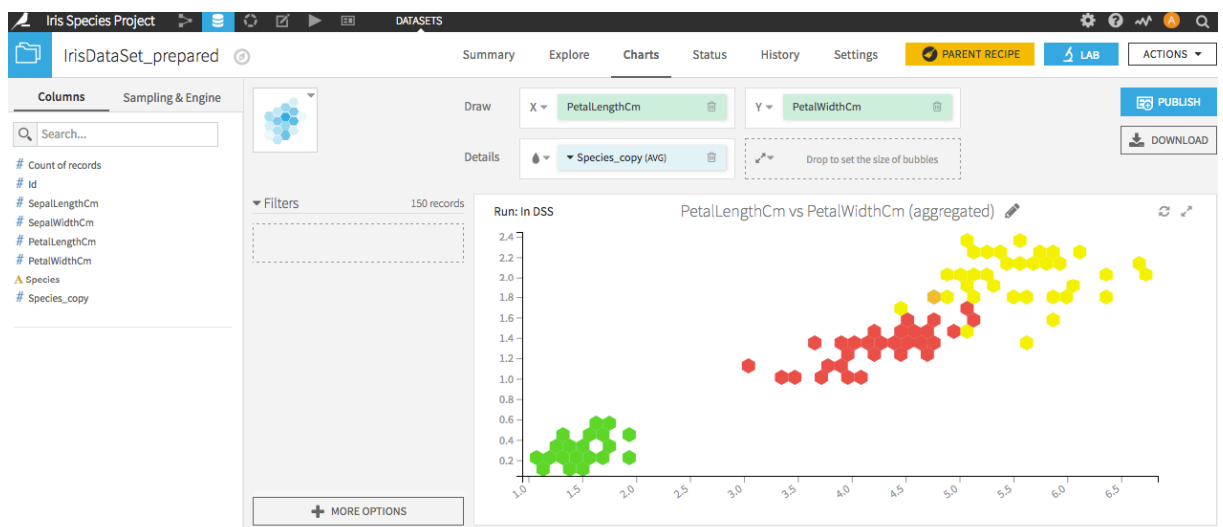 Iris Species Project
DATASETS
A
IrisDataSet_prepared
Summary Explore Charts Status History Settings PARENT RECIPE LAB ACTIONS
Columns Sampling & Engine
Search...
# Count of records
# Id
# SepalLengthCm
# SepalWidthCm
# PetalLengthCm
# PetalWidthCm
A Species
# Species_copy
Draw X PetalLengthCm Y PetalWidthCm
PUBLISH
Details Species_copy (AVG) Drop to set the size of bubbles
DOWNLOAD
Filters 150 records
MORE OPTIONS
Run: In DSS PetalLengthCm vs PetalWidthCm (aggregated)
2.4
2.2
2.0
1.8
1.6
1.4
1.2
1.0
0.8
0.6
0.4
0.2
1.0 1.5 2.0 2.5 3.0 3.5 4.0 4.5 5.0 5.5 6.0 6.5